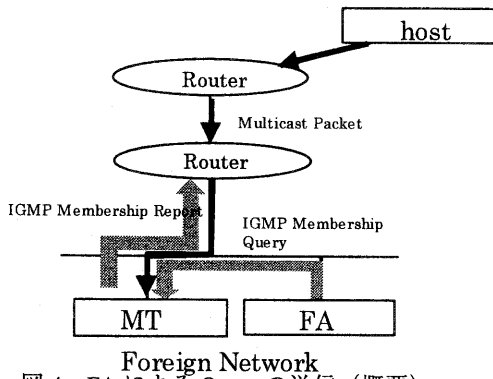 host
Router
Multicast Packet
Router
IGMP Membership Report
IGMP Membership
Query
MT
FA
Foreign Network